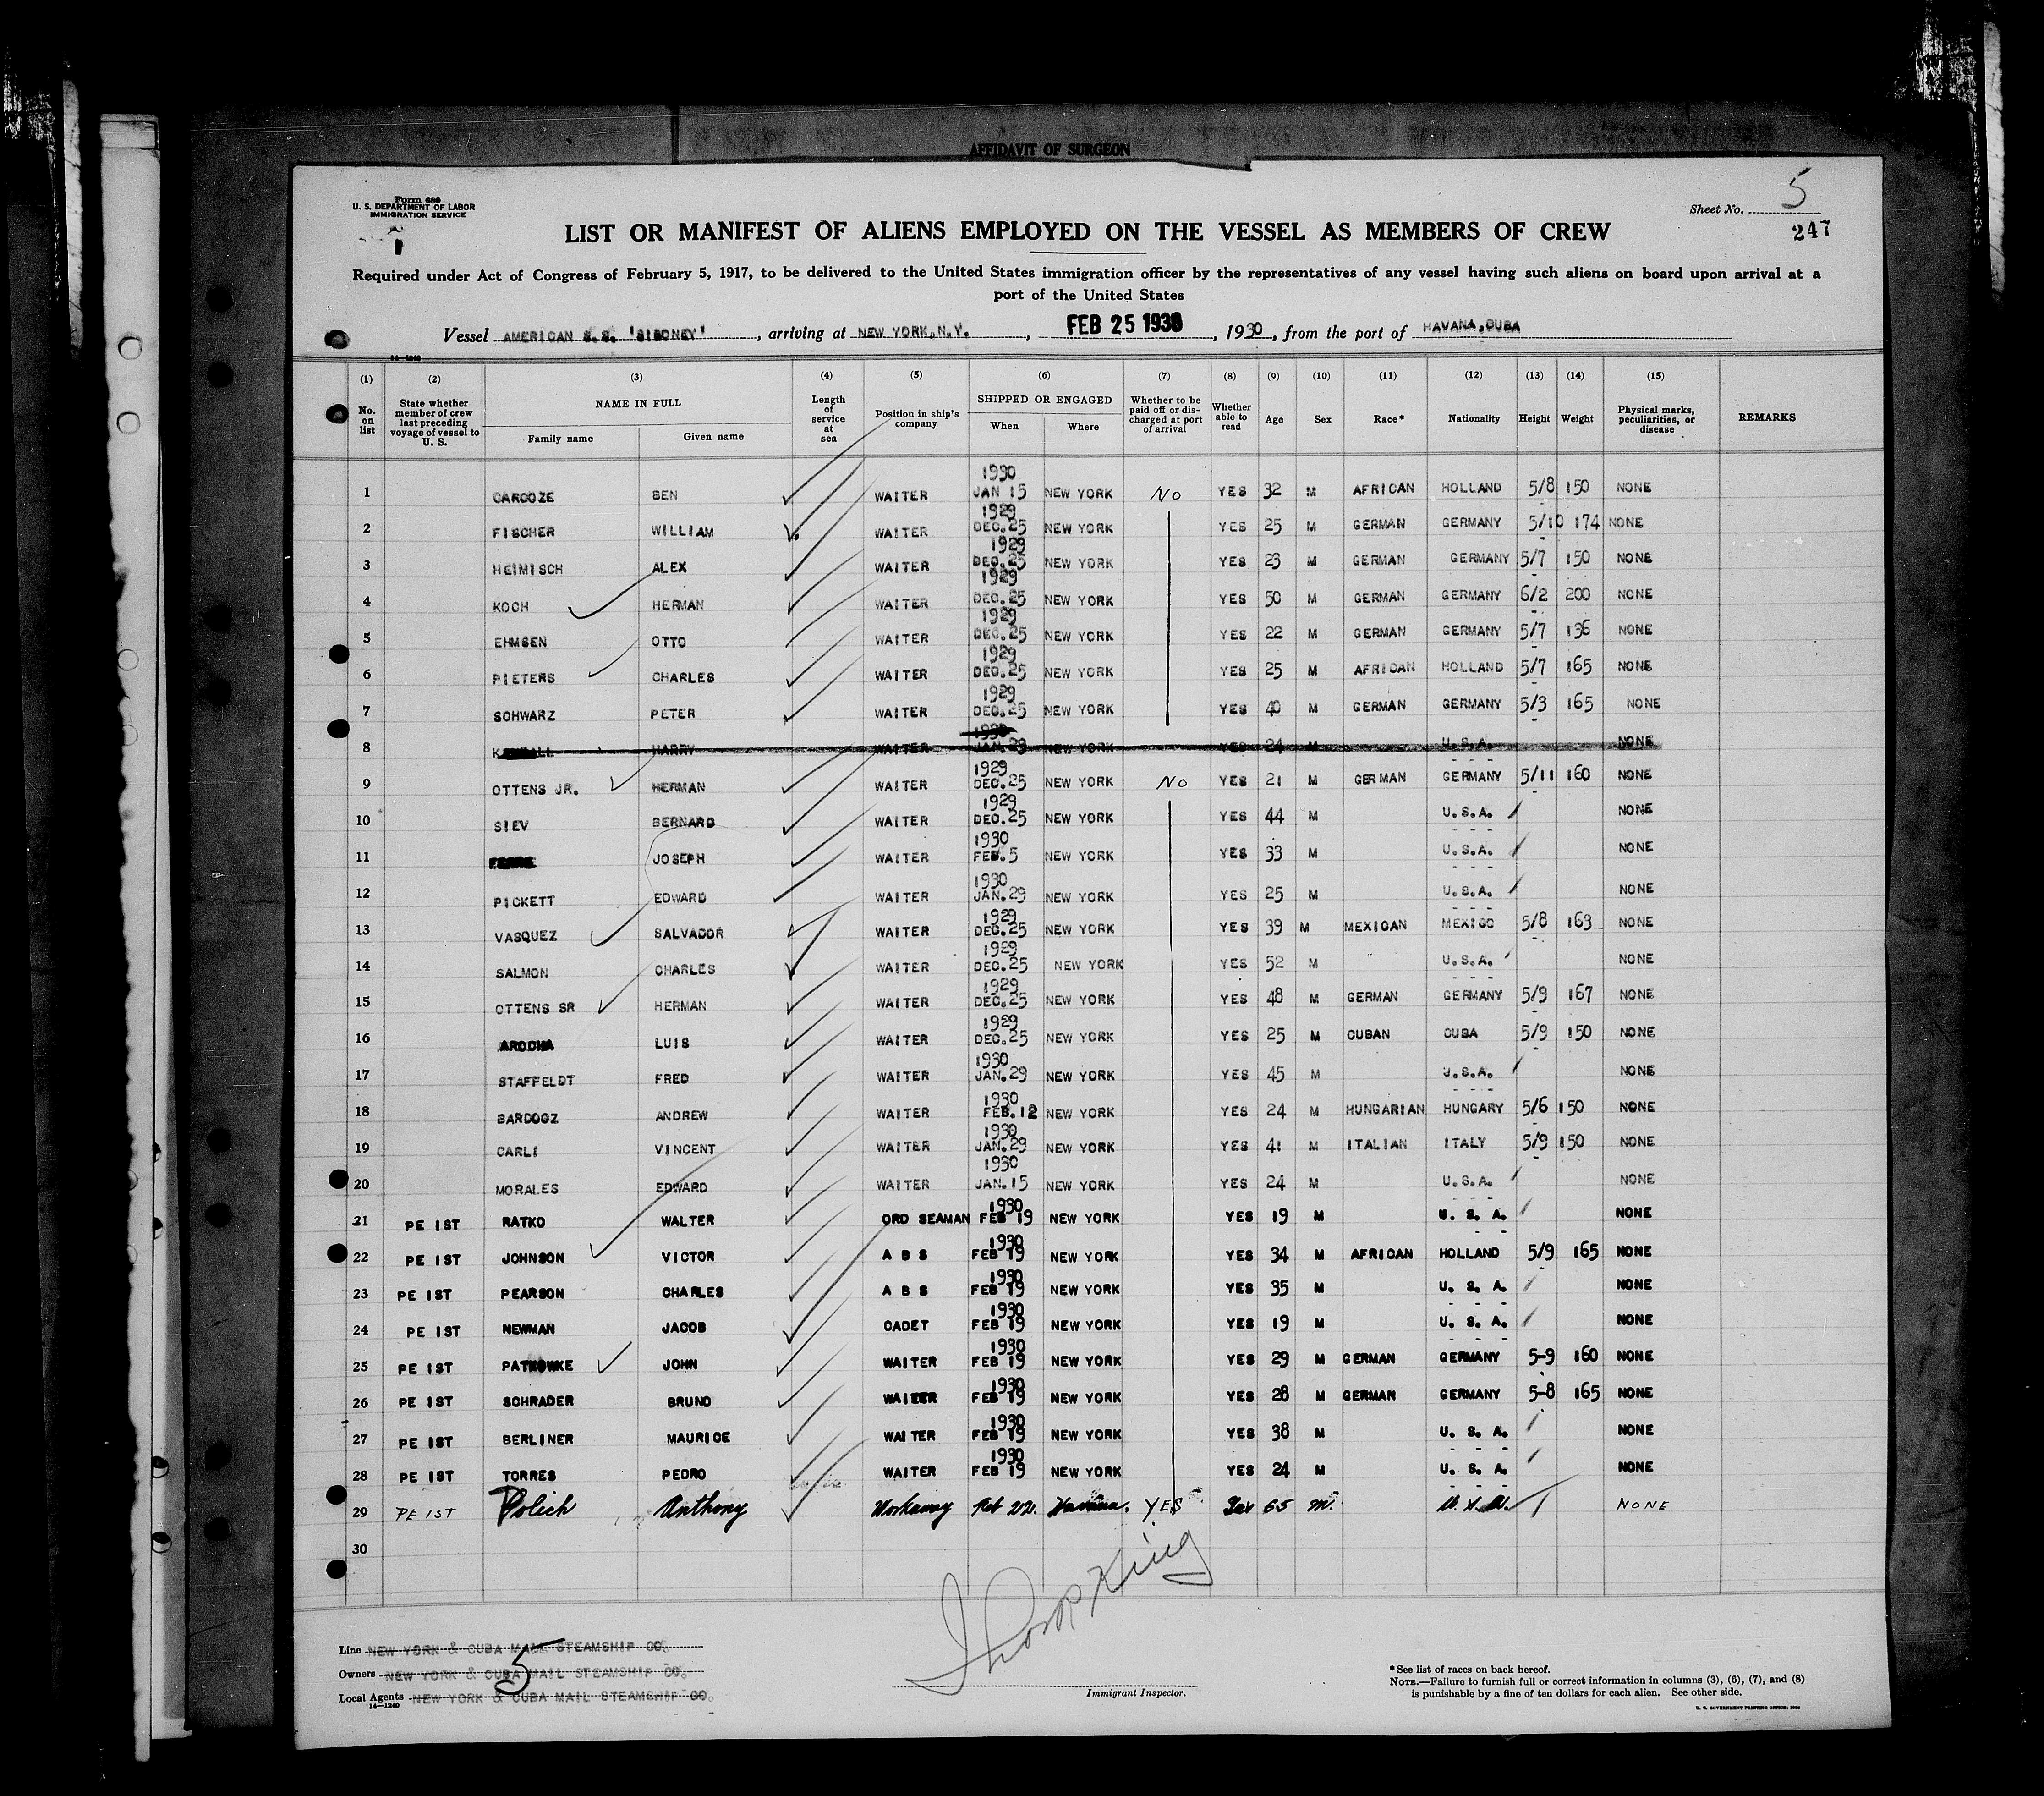 AFFIDAVIT OF SURGEON
Form 680
U. S. DEPARTMENT OF LABOR
IMMIGRATION SERVICE
Sheet No. 5
247
LIST OR MANIFEST OF ALIENS EMPLOYED ON THE VESSEL AS MEMBERS OF CREW
Required under Act of Congress of February 5, 1917, to be delivered to the United States immigration officer by the representatives of any vessel having such aliens on board upon arrival at a
port of the United States
Vessel AMERICAN S.S. 'SIBONEY', arriving at NEW YORK, N.Y., FEB 25 1930, 1930, from the port of HAVANA, CUBA
14—1240
(1) No. on list (2) State whether member of crew last preceding voyage of vessel to U. S. (3) NAME IN FULL Family name Given name (4) Length of service at sea (5) Position in ship's company (6) SHIPPED OR ENGAGED When Where (7) Whether to be paid off or discharged at port of arrival (8) Whether able to read (9) Age (10) Sex (11) Race* (12) Nationality (13) Height (14) Weight (15) Physical marks, peculiarities, or disease REMARKS
1 CAROOZE BEN WAITER 1930 JAN 15 NEW YORK No YES 32 M AFRICAN HOLLAND 5/8 150 NONE
2 FISCHER WILLIAM WAITER 1929 DEC.25 NEW YORK YES 25 M GERMAN GERMANY 5/10 174 NONE
3 HEIMISCH ALEX WAITER 1929 DEC.25 NEW YORK YES 23 M GERMAN GERMANY 5/7 150 NONE
4 KOCH HERMAN WAITER 1929 DEC.25 NEW YORK YES 50 M GERMAN GERMANY 6/2 200 NONE
5 EHMSEN OTTO WAITER 1929 DEC.25 NEW YORK YES 22 M GERMAN GERMANY 5/7 136 NONE
6 PIETERS CHARLES WAITER 1929 DEC.25 NEW YORK YES 25 M AFRICAN HOLLAND 5/7 165 NONE
7 SCHWARZ PETER WAITER 1929 DEC.25 NEW YORK YES 40 M GERMAN GERMANY 5/3 165 NONE
8 HARRY WAITER 1930 JAN.29 NEW YORK YES 24 M U.S.A. NONE
9 OTTENS JR. HERMAN WAITER 1929 DEC.25 NEW YORK No YES 21 M GERMAN GERMANY 5/11 160 NONE
10 SIEV BERNARD WAITER 1929 DEC.25 NEW YORK YES 44 M U.S.A. NONE
11 JOSEPH WAITER 1930 FEB.5 NEW YORK YES 33 M U.S.A. NONE
12 PICKETT EDWARD WAITER 1930 JAN.29 NEW YORK YES 25 M U.S.A. NONE
13 VASQUEZ SALVADOR WAITER 1929 DEC.25 NEW YORK YES 39 M MEXICAN MEXICO 5/8 163 NONE
14 SALMON CHARLES WAITER 1929 DEC.25 NEW YORK YES 52 M U.S.A. NONE
15 OTTENS SR HERMAN WAITER 1929 DEC.25 NEW YORK YES 48 M GERMAN GERMANY 5/9 167 NONE
16 AROCHA LUIS WAITER 1929 DEC.25 NEW YORK YES 25 M CUBAN CUBA 5/9 150 NONE
17 STAFFELDT FRED WAITER 1930 JAN.29 NEW YORK YES 45 M U.S.A. NONE
18 BARDOGZ ANDREW WAITER 1930 FEB.12 NEW YORK YES 24 M HUNGARIAN HUNGARY 5/6 150 NONE
19 CARLI VINCENT WAITER 1930 JAN.29 NEW YORK YES 41 M ITALIAN ITALY 5/9 150 NONE
20 MORALES EDWARD WAITER 1930 JAN.15 NEW YORK YES 24 M U.S.A. NONE
21 PE 1ST RATKO WALTER ORD SEAMAN 1930 FEB 19 NEW YORK YES 19 M U. S. A. NONE
22 PE 1ST JOHNSON VICTOR A B S 1930 FEB 19 NEW YORK YES 34 M AFRICAN HOLLAND 5/9 165 NONE
23 PE 1ST PEARSON CHARLES A B S 1930 FEB 19 NEW YORK YES 35 M U. S. A. NONE
24 PE 1ST NEWMAN JACOB CADET 1930 FEB 19 NEW YORK YES 19 M U. S. A. NONE
25 PE 1ST JOHN WAITER 1930 FEB 19 NEW YORK YES 29 M GERMAN GERMANY 5-9 160 NONE
26 PE 1ST SCHRADER BRUNO WAITER 1930 FEB 19 NEW YORK YES 28 M GERMAN GERMANY 5-8 165 NONE
27 PE 1ST BERLINER MAURICE WAITER 1930 FEB 19 NEW YORK YES 38 M U. S. A. NONE
28 PE 1ST TORRES PEDRO WAITER 1930 FEB 19 NEW YORK YES 24 M U. S. A. NONE
29 PE 1ST Polich Anthony Workaway Feb 22. Havana. YES Yes 65 m. U.S.A. NONE
30
Line NEW YORK & CUBA MAIL STEAMSHIP CO.
Owners NEW YORK & CUBA MAIL STEAMSHIP CO.
Local Agents NEW YORK & CUBA MAIL STEAMSHIP CO.
14—1240
5
Immigrant Inspector.
*See list of races on back hereof.
NOTE.—Failure to furnish full or correct information in columns (3), (6), (7), and (8)
is punishable by a fine of ten dollars for each alien. See other side.